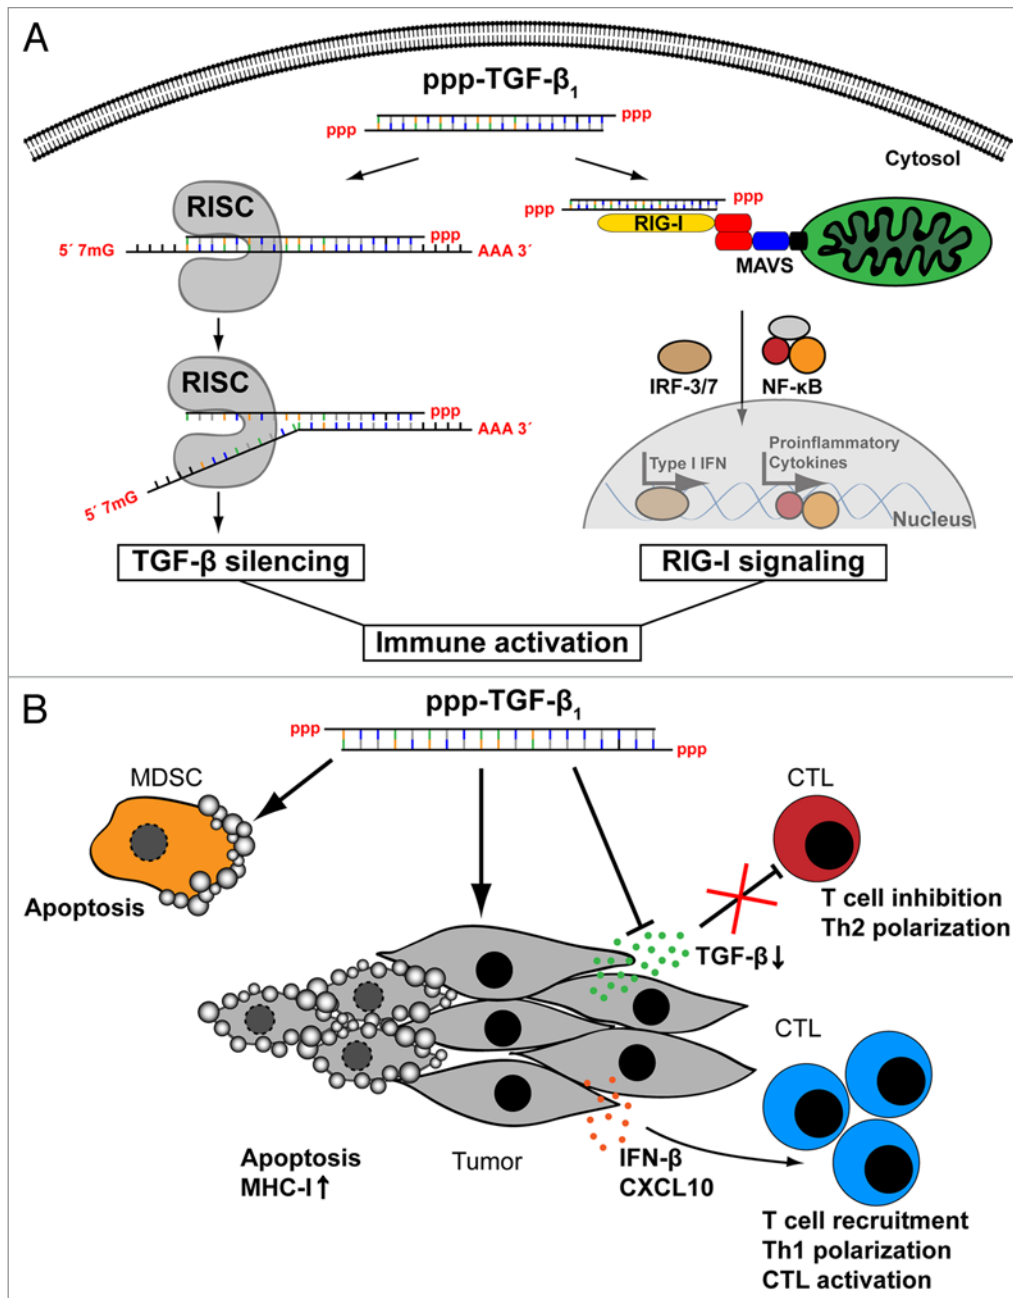 A
ppp-TGF-β1
ppp
ppp
Cytosol
RISC
ppp
5´ 7mG
AAA 3´
ppp
ppp
RIG-I
MAVS
RISC
ppp
AAA 3´
5´ 7mG
IRF-3/7
NF-κB
Type I IFN
Proinflammatory
Cytokines
Nucleus
TGF-β silencing
RIG-I signaling
Immune activation
B
ppp-TGF-β1
ppp
ppp
MDSC
Apoptosis
CTL
T cell inhibition
Th2 polarization
TGF-β↓
CTL
Apoptosis
MHC-I↑
Tumor
IFN-β
CXCL10
T cell recruitment
Th1 polarization
CTL activation